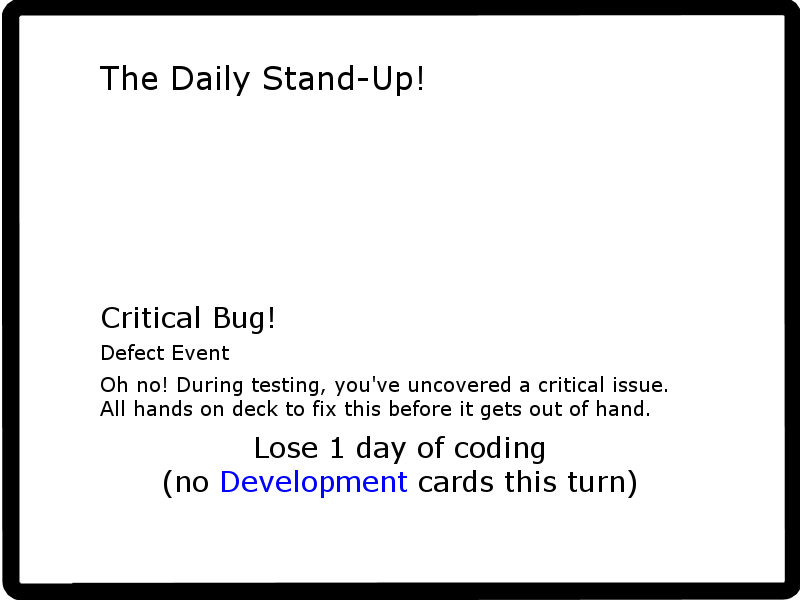 The Daily Stand-Up!
Critical Bug!
Defect Event
Oh no! During testing, you've uncovered a critical issue.
All hands on deck to fix this before it gets out of hand.
Lose 1 day of coding
(no Development cards this turn)